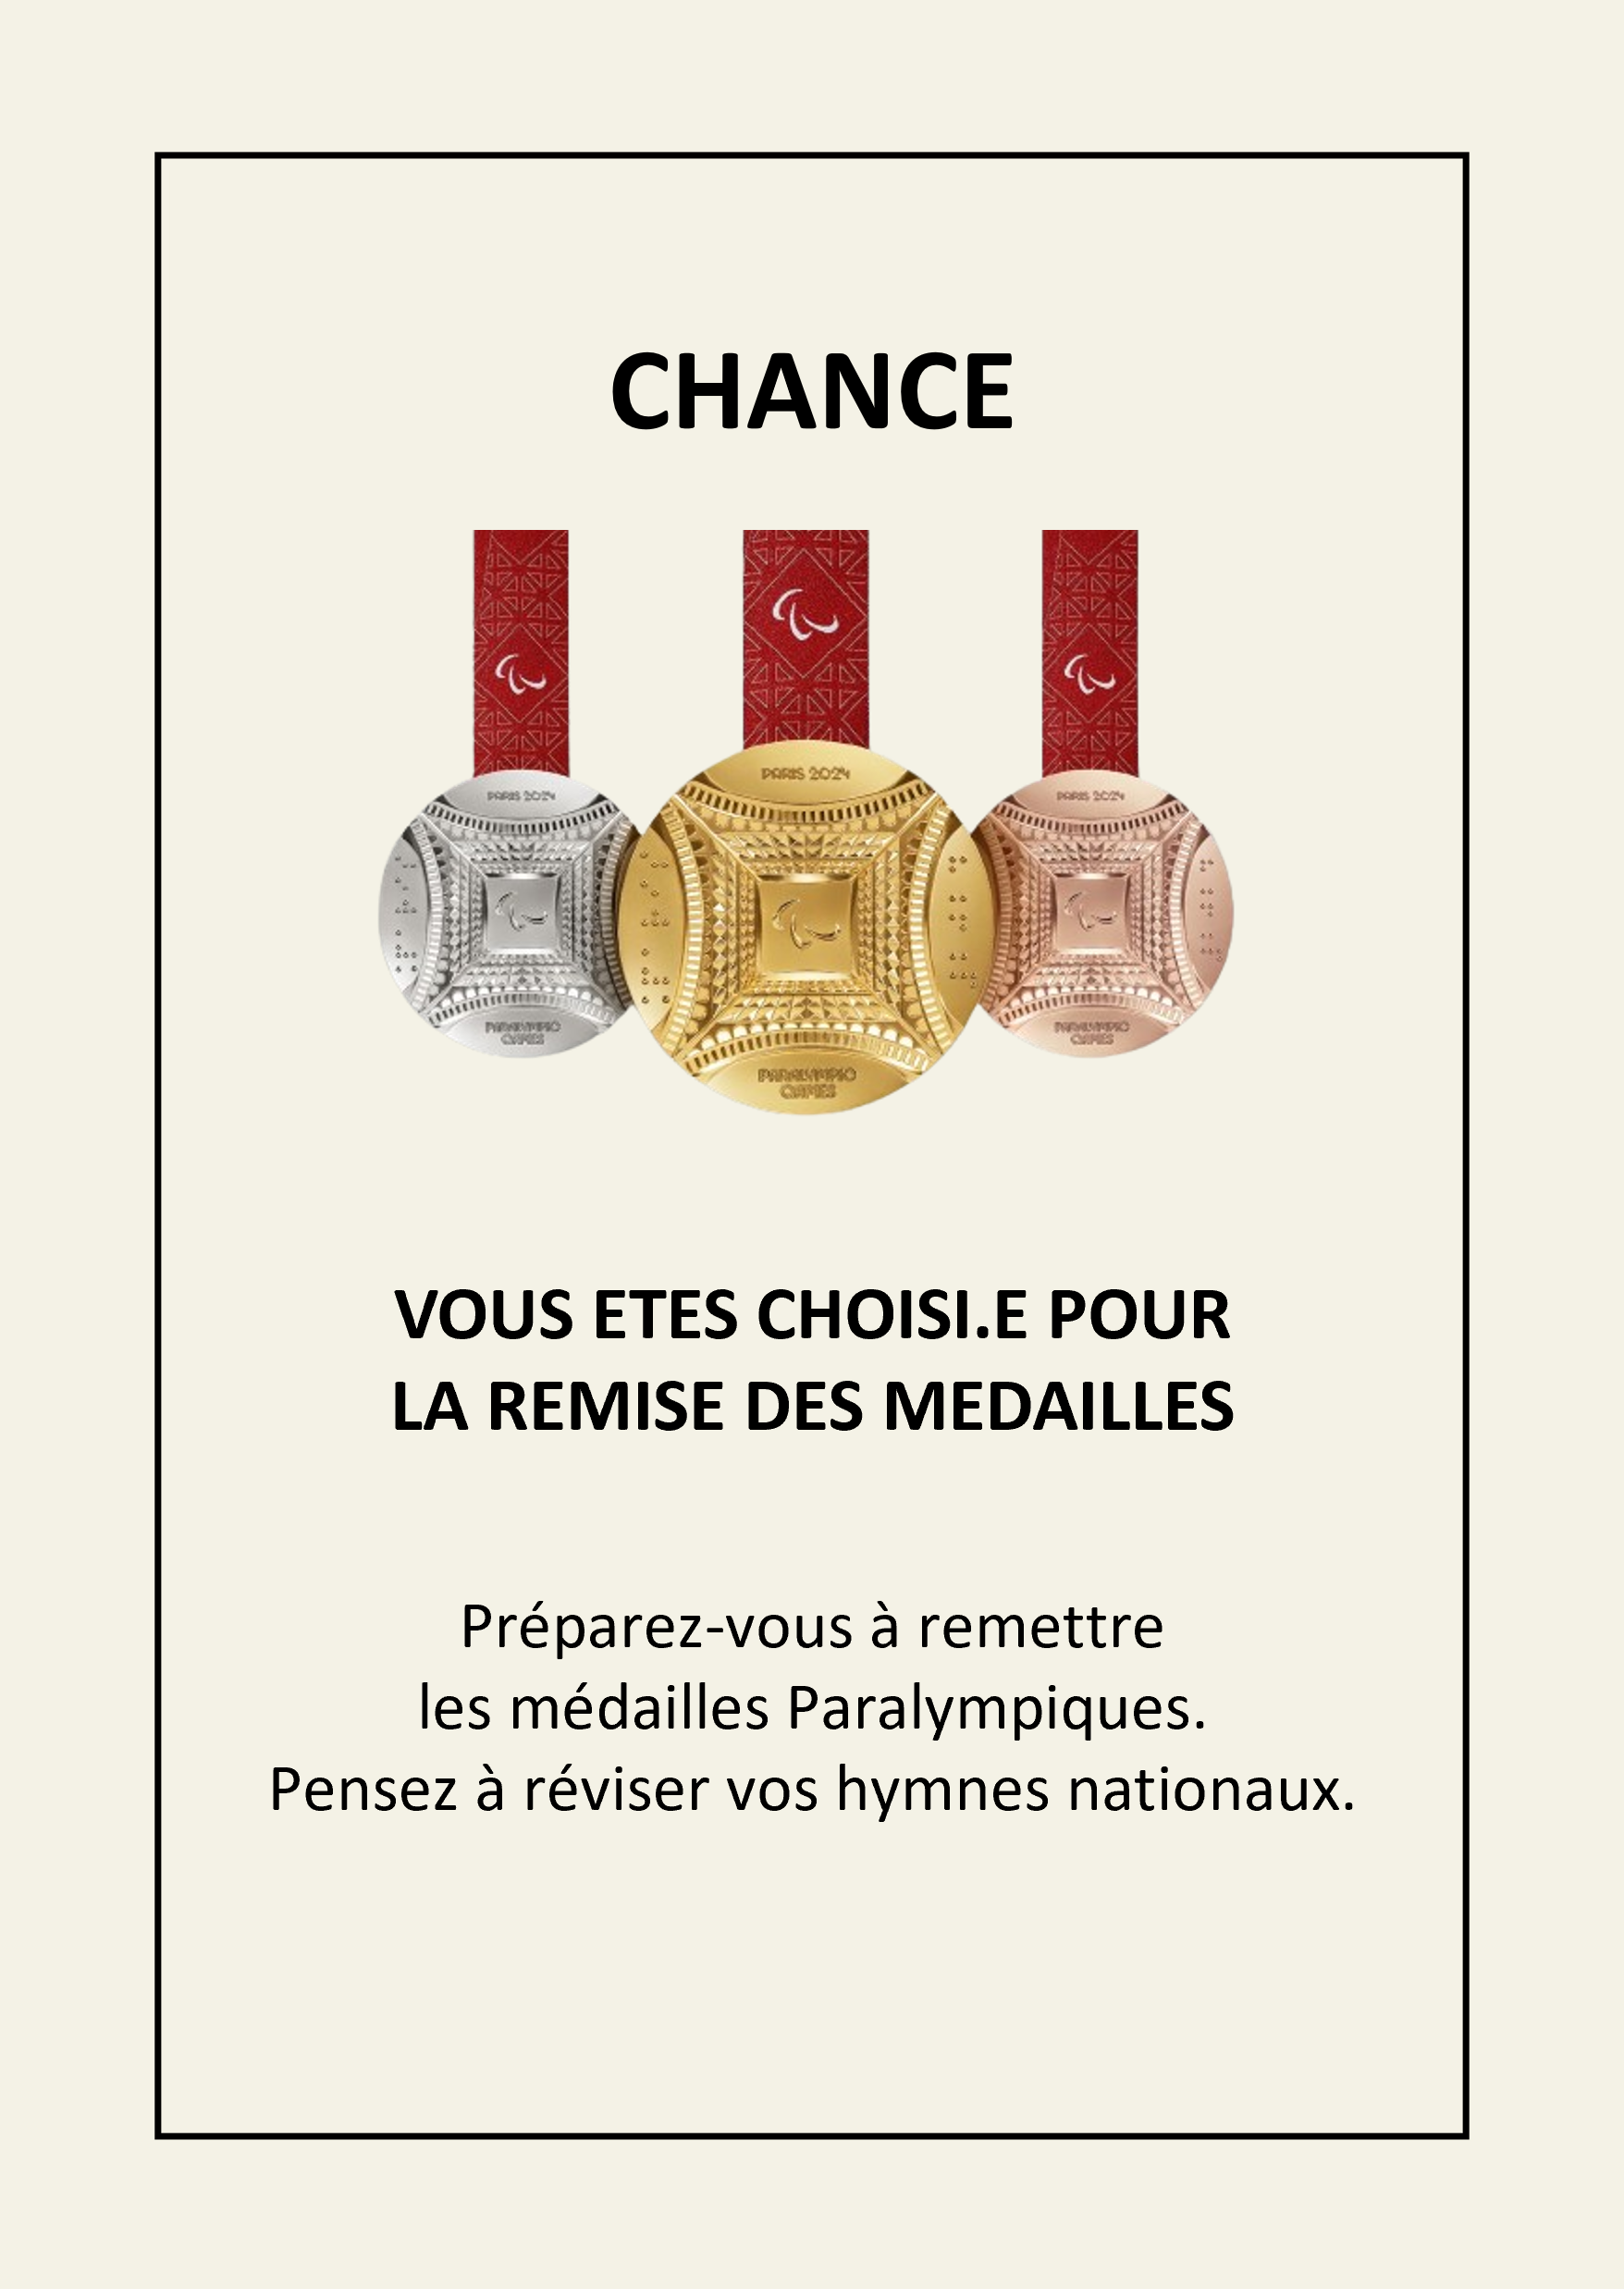 CHANCE
PARIS 2024
PARIS 2024
PARIS 2024
PARALYMPIC
GAMES
PARALYMPIC
GAMES
PARALYMPIC
GAMES
VOUS ETES CHOISI.E POUR
LA REMISE DES MEDAILLES
Préparez-vous à remettre
les médailles Paralympiques.
Pensez à réviser vos hymnes nationaux.